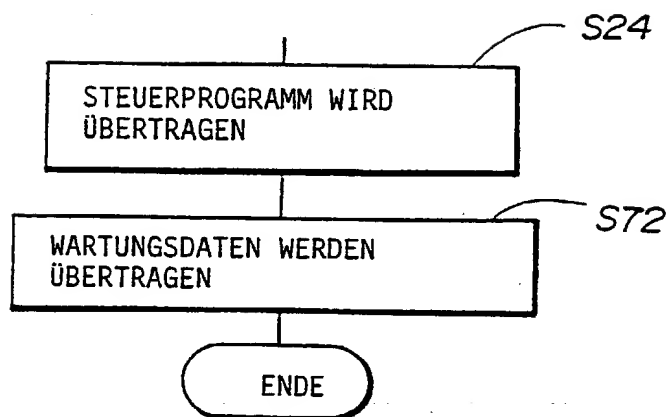 S24
STEUERPROGRAMM WIRD
ÜBERTRAGEN
S72
WARTUNGSDATEN WERDEN
ÜBERTRAGEN
ENDE